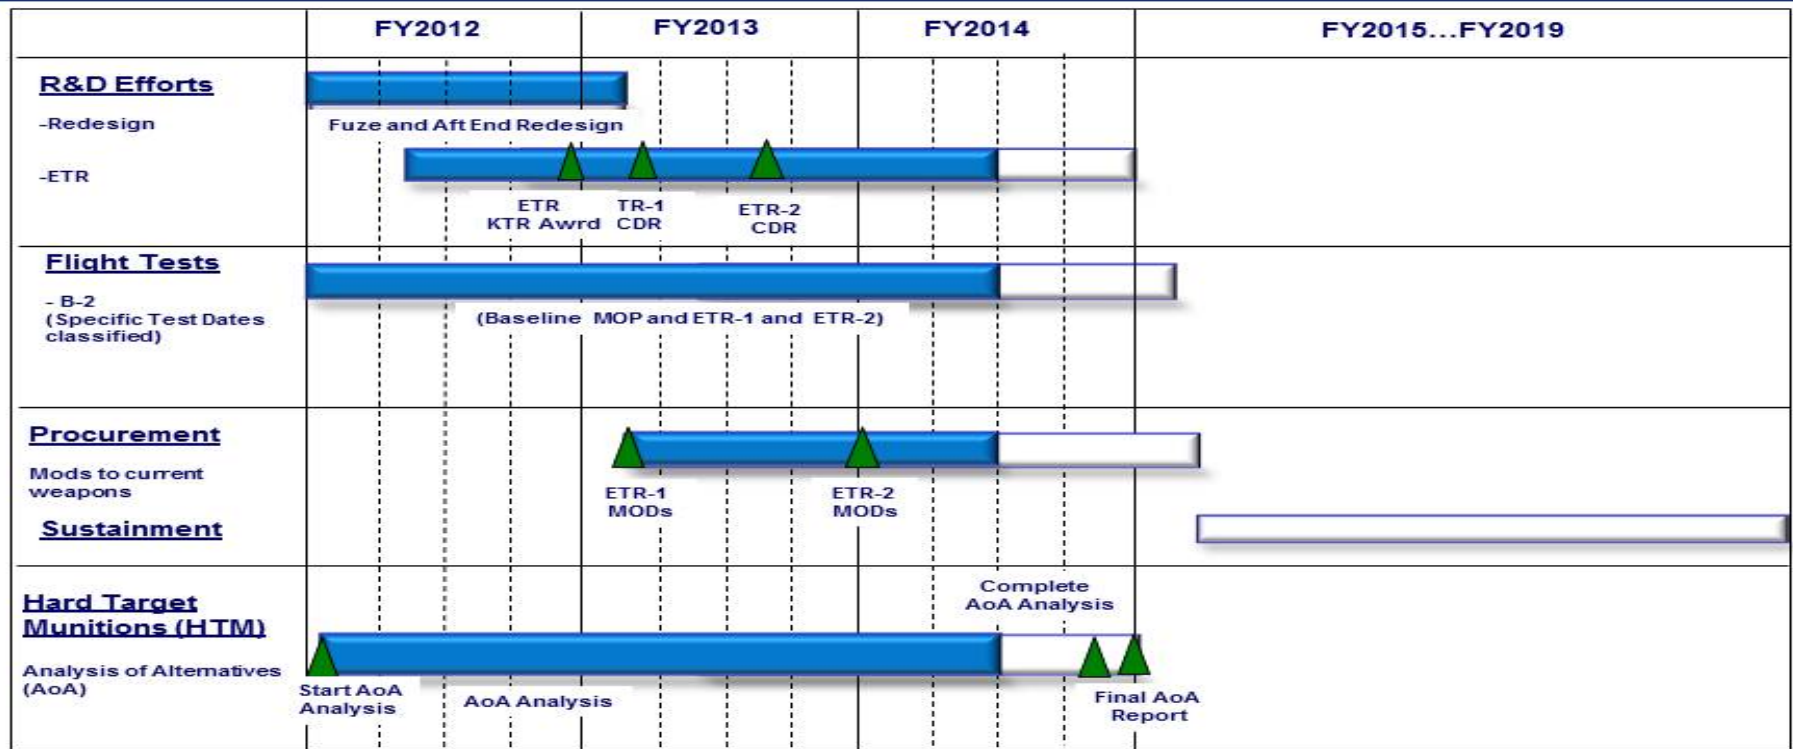 FY2012 FY2013 FY2014 FY2015...FY2019
R&D Efforts
-Redesign
Fuze and Aft End Redesign
-ETR
ETR
KTR Awrd
TR-1
CDR
ETR-2
CDR
Flight Tests
- B-2
(Specific Test Dates
classified)
(Baseline MOP and ETR-1 and ETR-2)
Procurement
Mods to current
weapons
ETR-1
MODs
ETR-2
MODs
Sustainment
Hard Target
Munitions (HTM)
Analysis of Alternatives
(AoA)
Start AoA
Analysis
AoA Analysis
Complete
AoA Analysis
Final AoA
Report